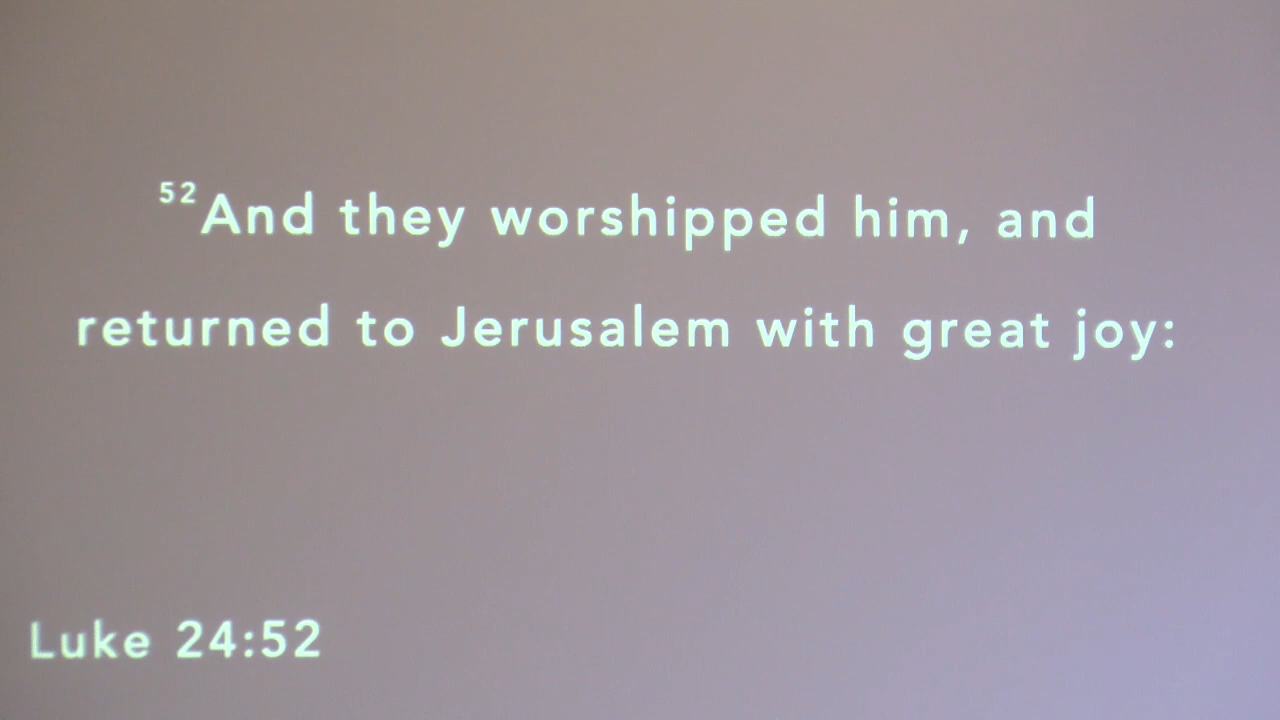 52And they worshipped him, and
returned to Jerusalem with great joy:
Luke 24:52